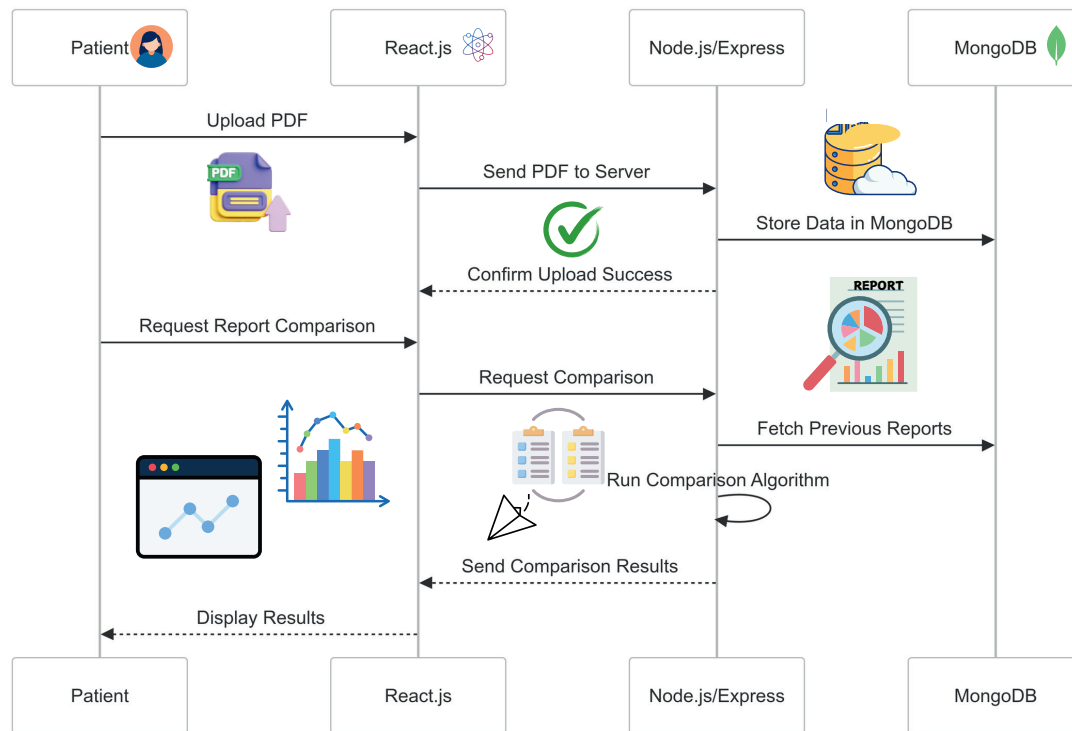 Patient
React.js
Node.js/Express
MongoDB
Upload PDF
PDF
Send PDF to Server
Store Data in MongoDB
Confirm Upload Success
REPORT
Request Report Comparison
Request Comparison
Fetch Previous Reports
Run Comparison Algorithm
Send Comparison Results
Display Results
Patient
React.js
Node.js/Express
MongoDB